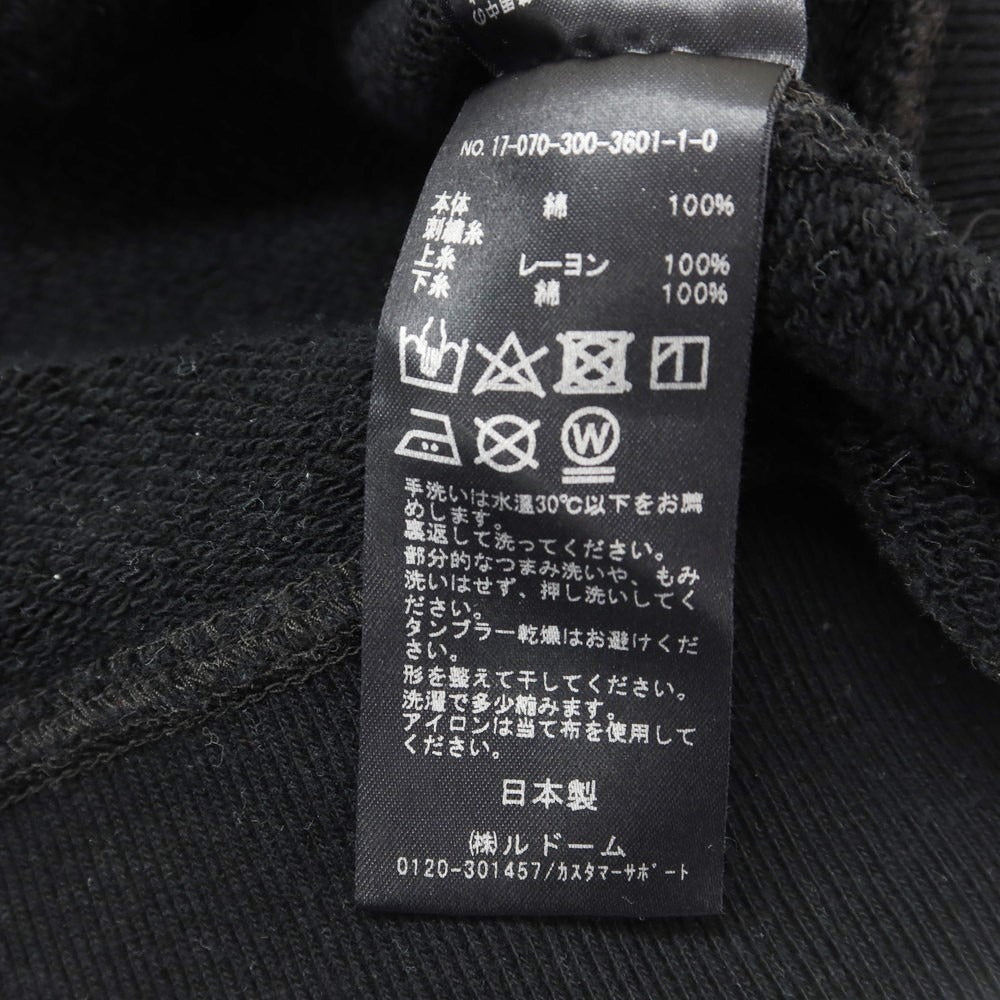 NO. 17-070-300-3601-1-0
本体 綿 100%
刺繍糸
上糸 レーヨン 100%
下糸 綿 100%
W
手洗いは水温30℃以下をお薦
めします。
裏返して洗ってください。
部分的なつまみ洗いや、もみ
洗いはせず、押し洗いしてく
ださい。
タンブラー乾燥はお避けくだ
さい。
形を整えて干してください。
洗濯で多少縮みます。
アイロンは当て布を使用して
ください。
日本製
㈱ルドーム
0120-301457/カスタマーサポート